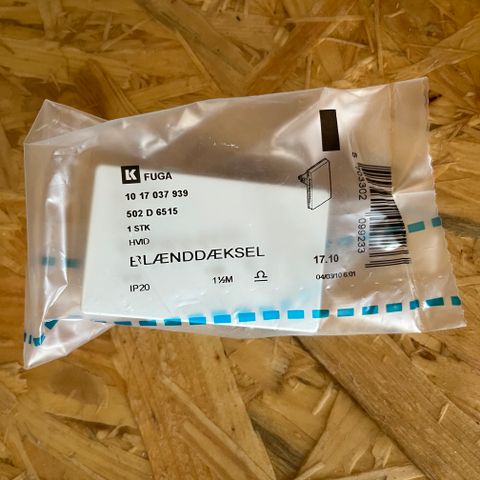 K FUGA
10 17 037 939
502 D 6515
1 STK
HVID
BLÆNDDÆKSEL
17.10
IP20 1½M
04/03/10 6:01